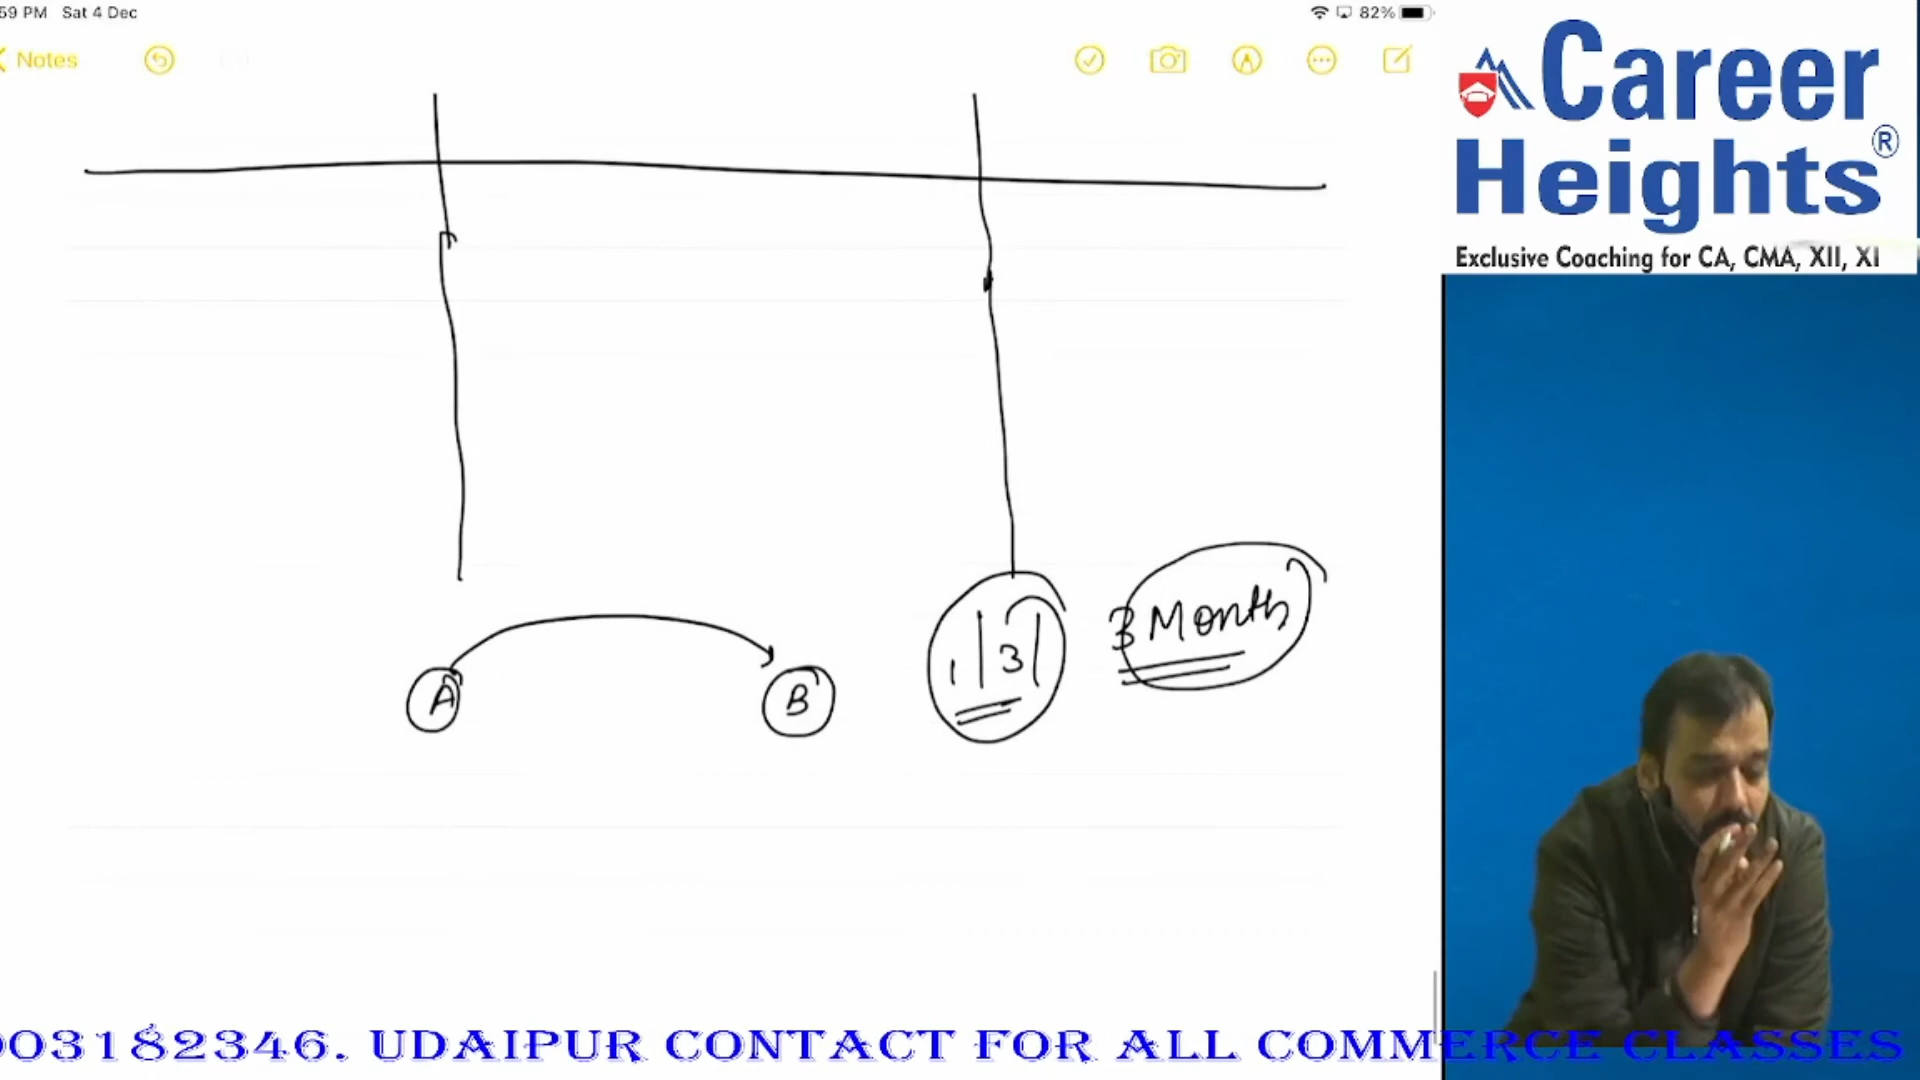 59 PM Sat 4 Dec
82%
Notes
Career
Heights®
Exclusive Coaching for CA, CMA, XII, XI
A
B
1|3|
3 Month
003182346. UDAIPUR CONTACT FOR ALL COMMERCE CLASSES